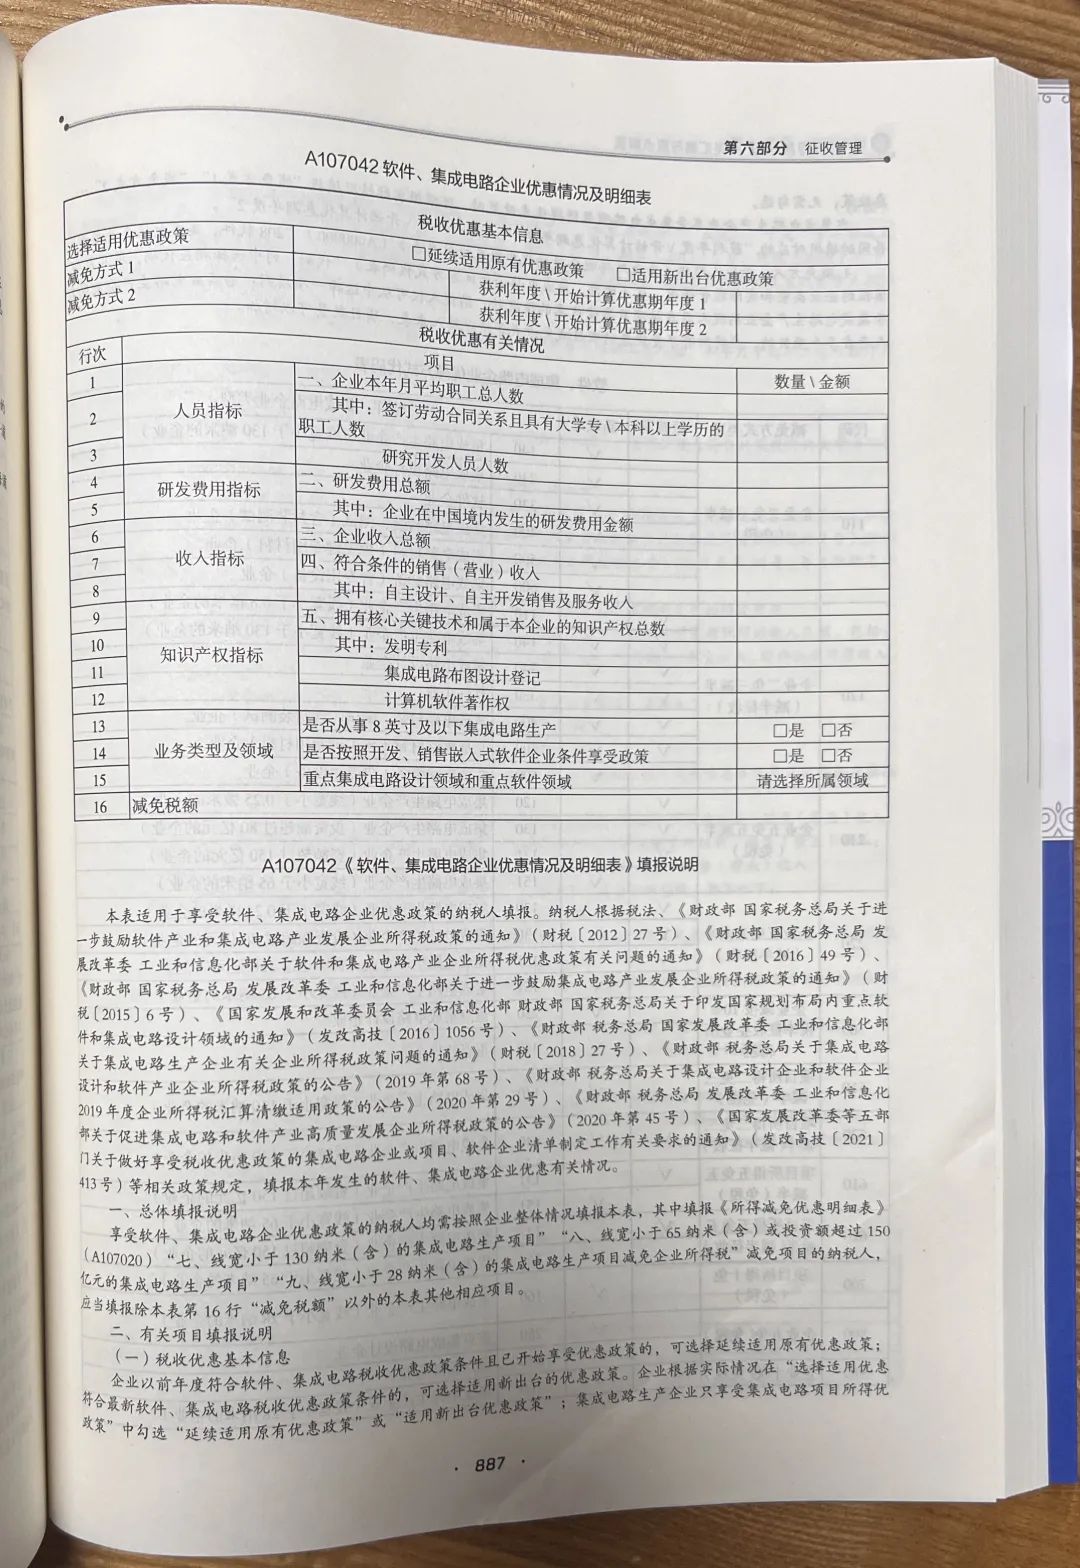 第六部分 征收管理
A107042 软件、集成电路企业优惠情况及明细表
税收优惠基本信息
选择适用优惠政策 □延续适用原有优惠政策 □适用新出台优惠政策
减免方式 1 获利年度 \ 开始计算优惠期年度 1
减免方式 2 获利年度 \ 开始计算优惠期年度 2
税收优惠有关情况
行次 项目 数量 \ 金额
1 人员指标 一、企业本年月平均职工总人数
2 其中：签订劳动合同关系且具有大学专 \ 本科以上学历的
职工人数
3 研究开发人员人数
4 研发费用指标 二、研发费用总额
5 其中：企业在中国境内发生的研发费用金额
6 收入指标 三、企业收入总额
7 四、符合条件的销售（营业）收入
8 其中：自主设计、自主开发销售及服务收入
9 知识产权指标 五、拥有核心关键技术和属于本企业的知识产权总数
10 其中：发明专利
11 集成电路布图设计登记
12 计算机软件著作权
13 业务类型及领域 是否从事 8 英寸及以下集成电路生产 □是 □否
14 是否按照开发、销售嵌入式软件企业条件享受政策 □是 □否
15 重点集成电路设计领域和重点软件领域 请选择所属领域
16 减免税额
A107042《软件、集成电路企业优惠情况及明细表》填报说明
本表适用于享受软件、集成电路企业优惠政策的纳税人填报。纳税人根据税法、《财政部 国家税务总局关于进
一步鼓励软件产业和集成电路产业发展企业所得税政策的通知》（财税〔2012〕27 号）、《财政部 国家税务总局 发
展改革委 工业和信息化部关于软件和集成电路产业企业所得税优惠政策有关问题的通知》（财税〔2016〕49 号）、
《财政部 国家税务总局 发展改革委 工业和信息化部关于进一步鼓励集成电路产业发展企业所得税政策的通知》（财
税〔2015〕6 号）、《国家发展和改革委员会 工业和信息化部 财政部 国家税务总局关于印发国家规划布局内重点软
件和集成电路设计领域的通知》（发改高技〔2016〕1056 号）、《财政部 税务总局 国家发展改革委 工业和信息化部
关于集成电路生产企业有关企业所得税政策问题的通知》（财税〔2018〕27 号）、《财政部 税务总局关于集成电路
设计和软件产业企业所得税政策的公告》（2019 年第 68 号）、《财政部 税务总局关于集成电路设计企业和软件企业
2019 年度企业所得税汇算清缴适用政策的公告》（2020 年第 29 号）、《财政部 税务总局 发展改革委 工业和信息化
部关于促进集成电路和软件产业高质量发展企业所得税政策的公告》（2020 年第 45 号）、《国家发展改革委等五部
门关于做好享受税收优惠政策的集成电路企业或项目、软件企业清单制定工作有关要求的通知》（发改高技〔2021〕
413 号）等相关政策规定，填报本年发生的软件、集成电路企业优惠有关情况。
一、总体填报说明
享受软件、集成电路企业优惠政策的纳税人均需按照企业整体情况填报本表，其中填报《所得减免优惠明细表》
（A107020）“七、线宽小于 130 纳米（含）的集成电路生产项目”“八、线宽小于 65 纳米（含）或投资额超过 150
亿元的集成电路生产项目”“九、线宽小于 28 纳米（含）的集成电路生产项目减免企业所得税”减免项目的纳税人，
应当填报除本表第 16 行“减免税额”以外的本表其他相应项目。
二、有关项目填报说明
（一）税收优惠基本信息
企业以前年度符合软件、集成电路税收优惠政策条件且已开始享受优惠政策的，可选择延续适用原有优惠政策；
符合最新软件、集成电路税收优惠政策条件的，可选择适用新出台的优惠政策。企业根据实际情况在“选择适用优惠
政策”中勾选“延续适用原有优惠政策”或“适用新出台优惠政策”；集成电路生产企业只享受集成电路项目所得优
· 887 ·